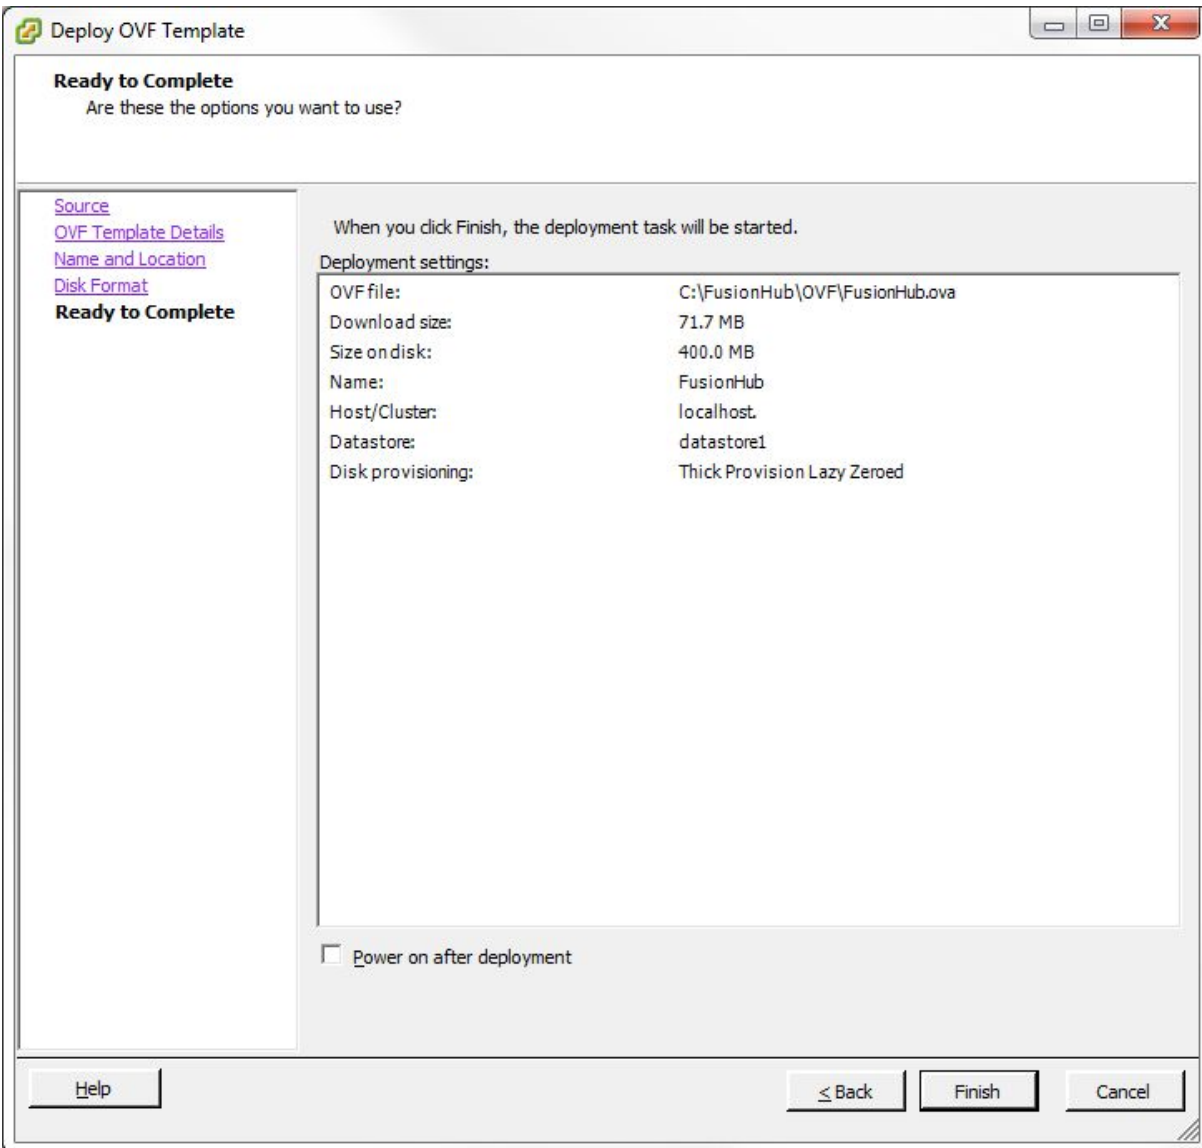 Deploy OVF Template
Ready to Complete
Are these the options you want to use?
Source
OVF Template Details
Name and Location
Disk Format
Ready to Complete
When you click Finish, the deployment task will be started.
Deployment settings:
OVF file: C:\FusionHub\OVF\FusionHub.ova
Download size: 71.7 MB
Size on disk: 400.0 MB
Name: FusionHub
Host/Cluster: localhost.
Datastore: datastore1
Disk provisioning: Thick Provision Lazy Zeroed
Power on after deployment
Help < Back Finish Cancel